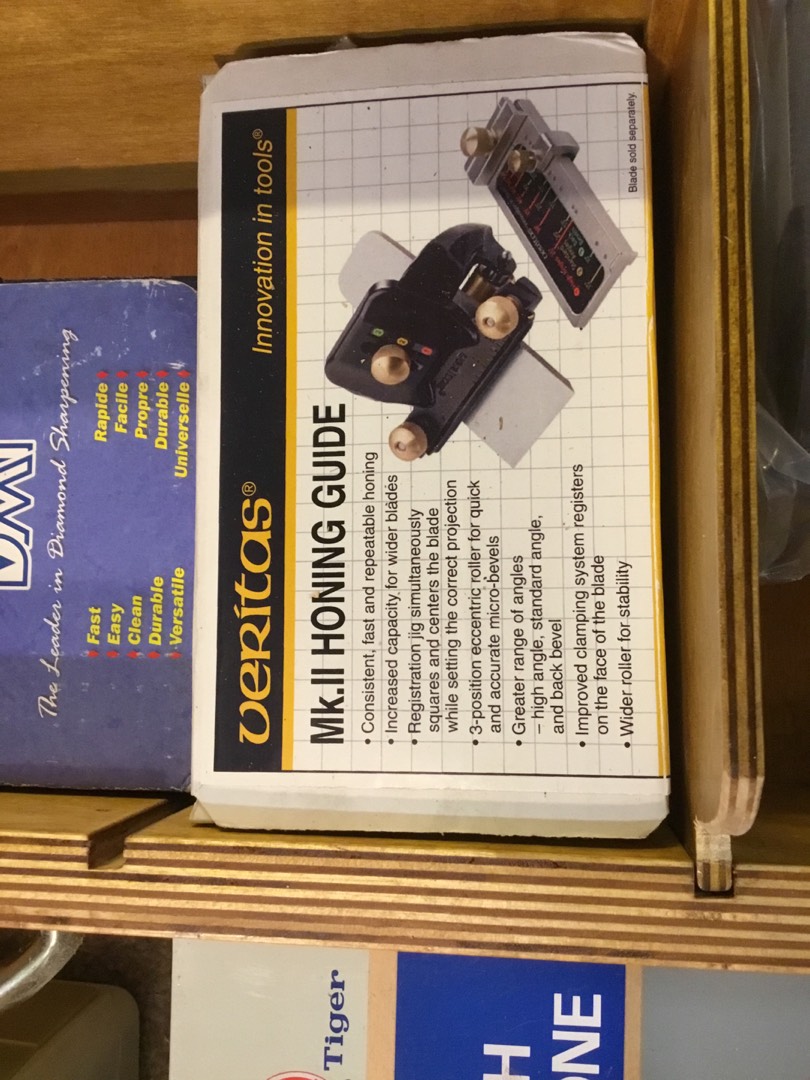 DMT
The Leader in Diamond Sharpening
Fast
Easy
Clean
Durable
Versatile
Rapide
Facile
Propre
Durable
Universelle
veritas®
Innovation in tools®
Mk.II HONING GUIDE
• Consistent, fast and repeatable honing
• Increased capacity for wider blades
• Registration jig simultaneously
squares and centers the blade
while setting the correct projection
• 3-position eccentric roller for quick
and accurate micro-bevels
• Greater range of angles
– high angle, standard angle,
and back bevel
• Improved clamping system registers
on the face of the blade
• Wider roller for stability
Blade sold separately.
Tiger
H
NE